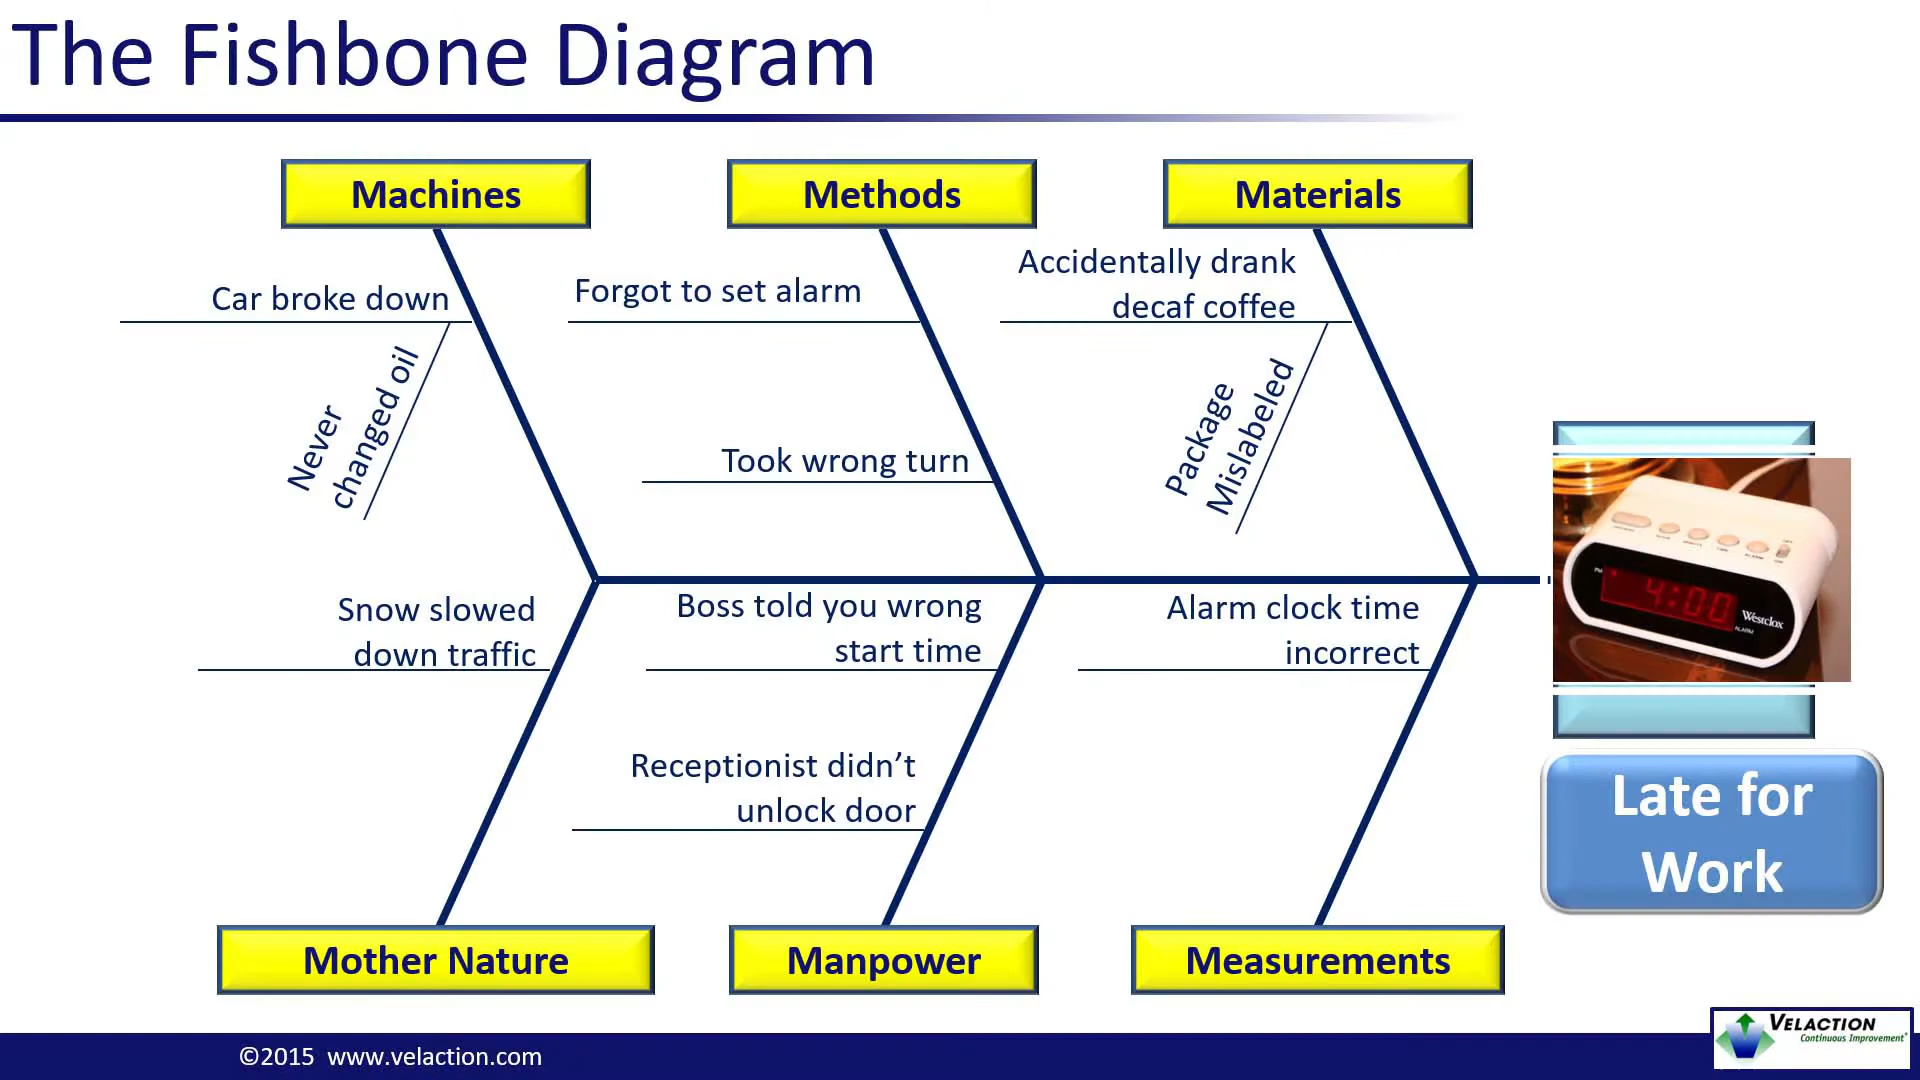 The Fishbone Diagram
Machines
Methods
Materials
Car broke down
Never
changed oil
Forgot to set alarm
Took wrong turn
Accidentally drank
decaf coffee
Package
Mislabeled
Snow slowed
down traffic
Boss told you wrong
start time
Receptionist didn’t
unlock door
Alarm clock time
incorrect
4:00
Westclox
Late for
Work
Mother Nature
Manpower
Measurements
©2015 www.velaction.com
VELACTION
Continuous Improvement